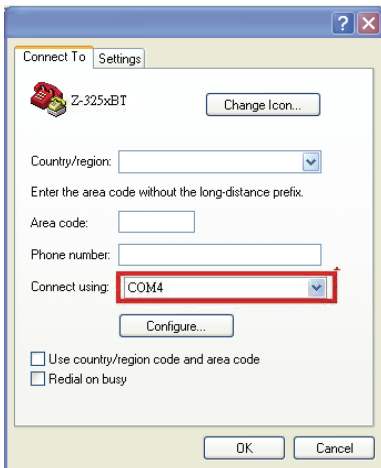 Connect To Settings
Z-325xBT
Change Icon...
Country/region:
Enter the area code without the long-distance prefix.
Area code:
Phone number:
Connect using: COM4
Configure...
Use country/region code and area code
Redial on busy
OK Cancel